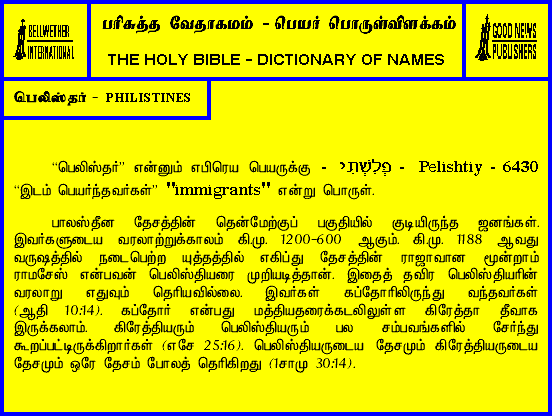 BELLWETHER
INTERNATIONAL
பரிசுத்த வேதாகமம் - பெயர் பொருள்விளக்கம்
THE HOLY BIBLE - DICTIONARY OF NAMES
GOOD NEWS
PUBLISHERS
பெலிஸ்தர் - PHILISTINES
“பெலிஸ்தர்” என்னும் எபிரெய பெயருக்கு - פְּלִשְׁתִּי - Pelishtiy - 6430
“இடம் பெயர்ந்தவர்கள்” "immigrants" என்று பொருள்.
பாலஸ்தீன தேசத்தின் தென்மேற்குப் பகுதியில் குடியிருந்த ஜனங்கள்.
இவர்களுடைய வரலாற்றுக்காலம் கி.மு. 1200-600 ஆகும். கி.மு. 1188 ஆவது
வருஷத்தில் நடைபெற்ற யுத்தத்தில் எகிப்து தேசத்தின் ராஜாவான மூன்றாம்
ராமசேஸ் என்பவன் பெலிஸ்தியரை முறியடித்தான். இதைத் தவிர பெலிஸ்தியரின்
வரலாறு எதுவும் தெரியவில்லை. இவர்கள் கப்தோரிலிருந்து வந்தவர்கள்
(ஆதி 10:14). கப்தோர் என்பது மத்தியதரைக்கடலிலுள்ள கிரேத்தா தீவாக
இருக்கலாம். கிரேத்தியரும் பெலிஸ்தியரும் பல சம்பவங்களில் சேர்ந்து
கூறப்பட்டிருக்கிறார்கள் (எசே 25:16). பெலிஸ்தியருடைய தேசமும் கிரேத்தியருடைய
தேசமும் ஒரே தேசம் போலத் தெரிகிறது (1சாமு 30:14).